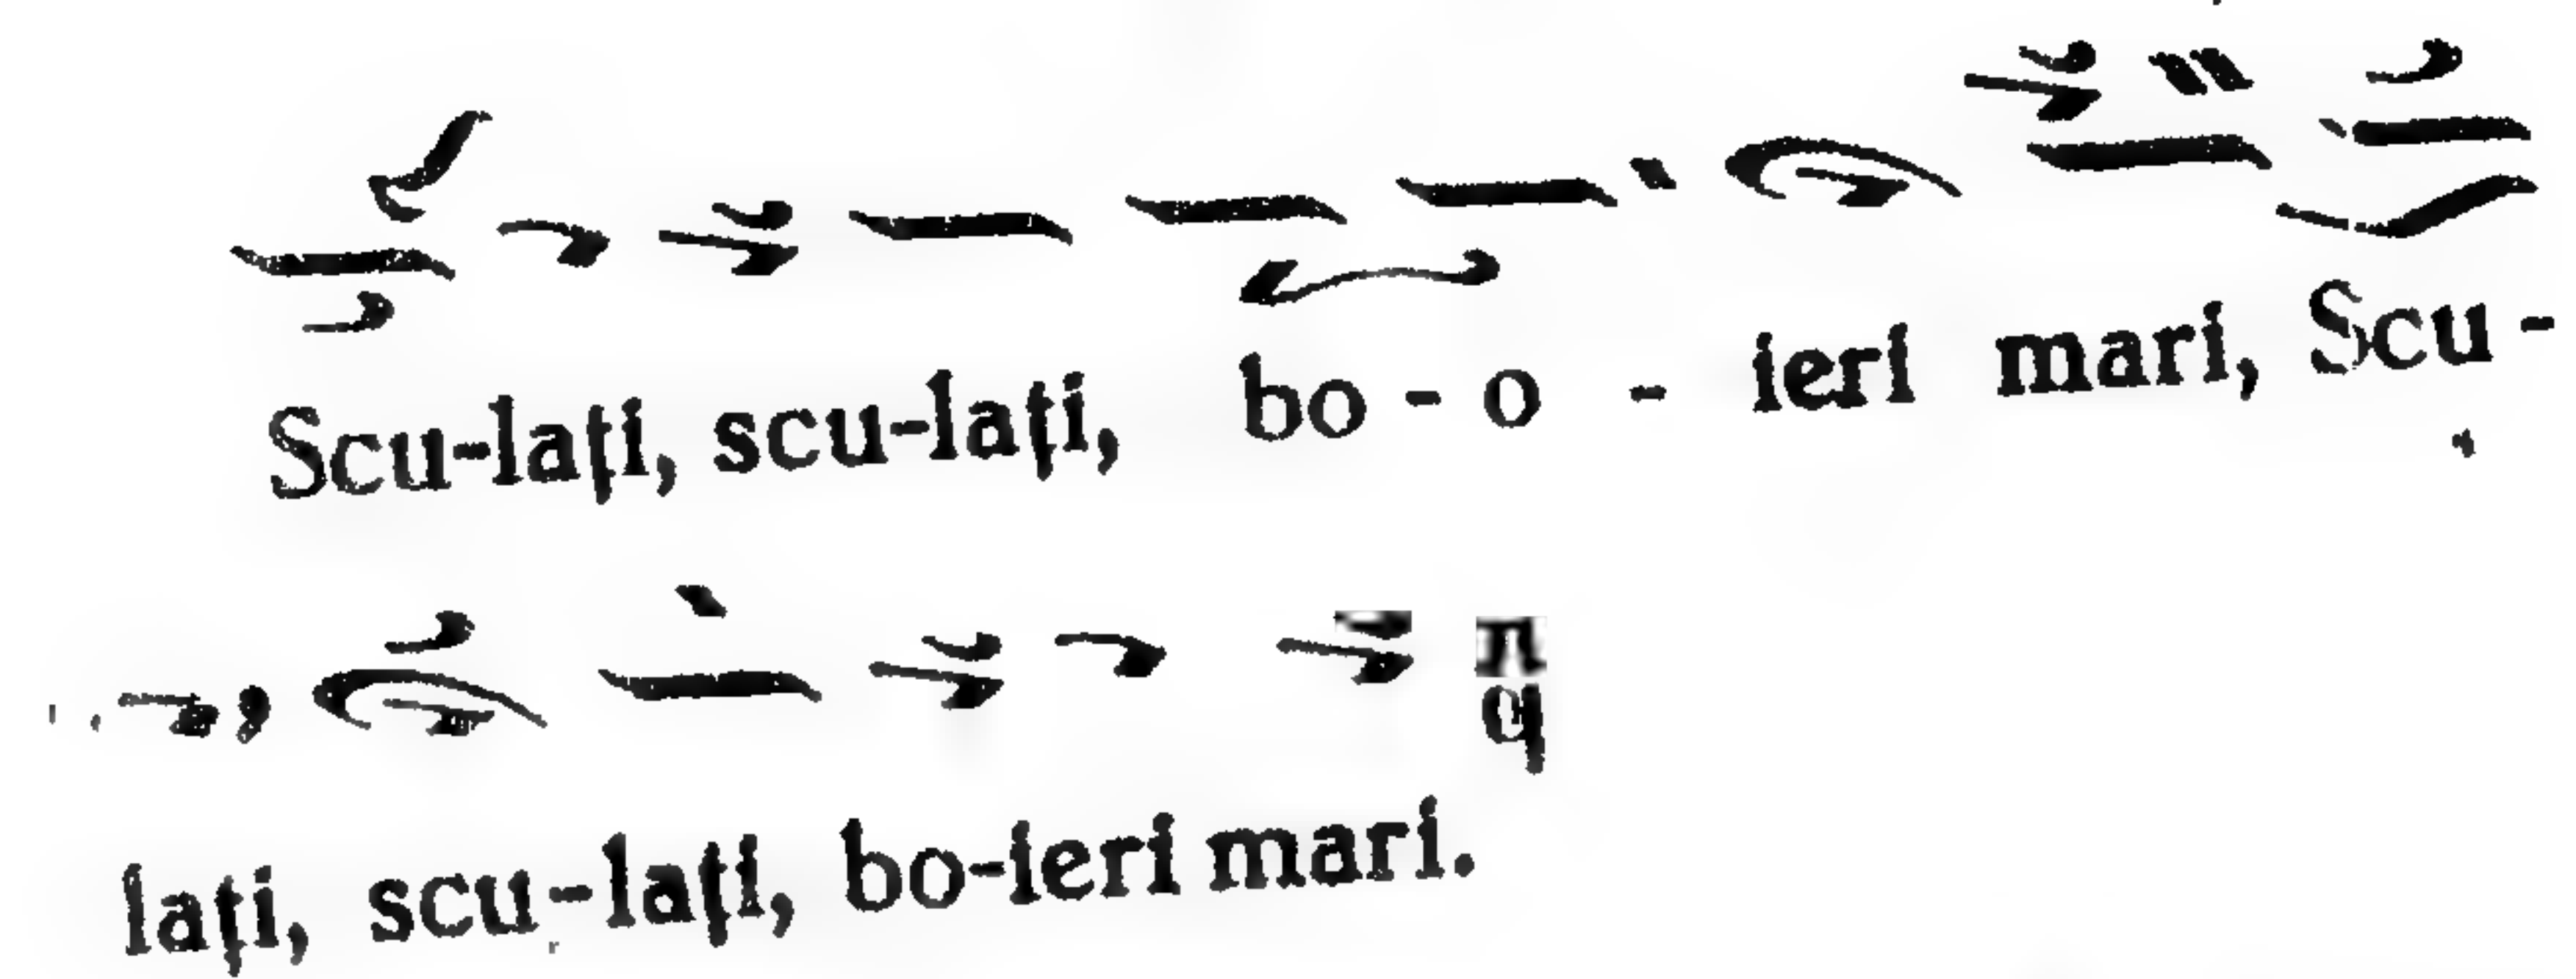 Scu-lați, scu-lați, bo - o - ieri mari, Scu -
π
q
lați, scu-lați, bo-ieri mari.